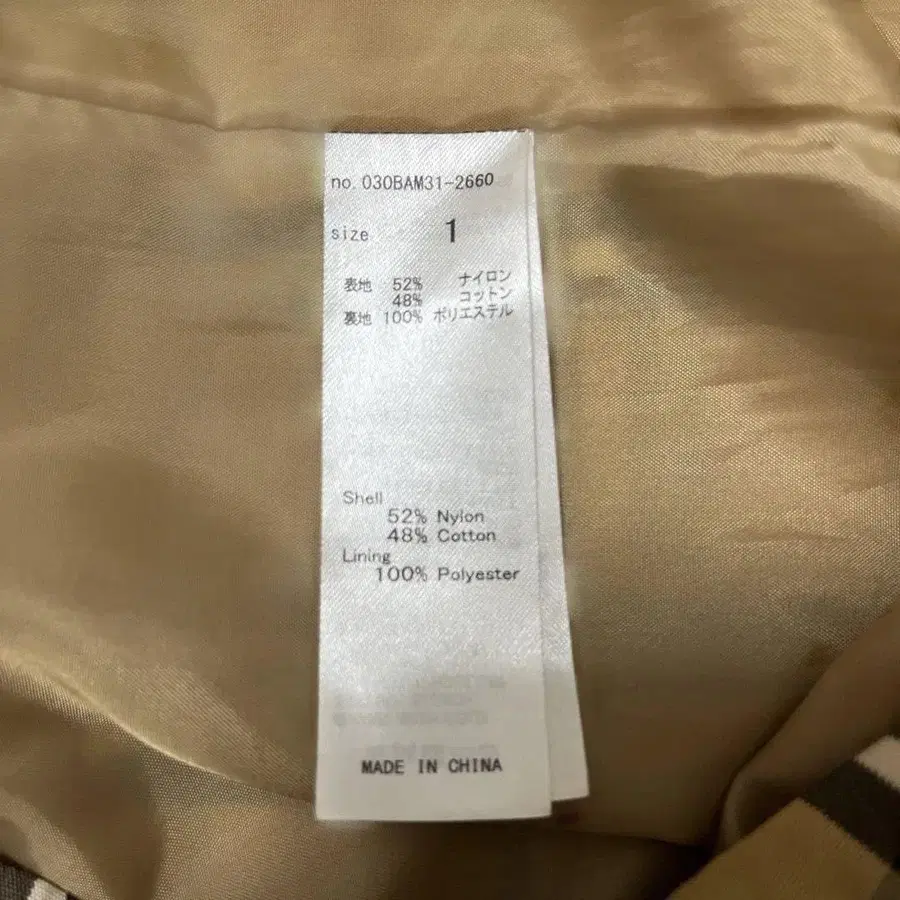 no. 030BAM31-2660
size 1
表地 52% ナイロン
48% コットン
裏地 100% ポリエステル
Shell
52% Nylon
48% Cotton
Lining
100% Polyester
MADE IN CHINA